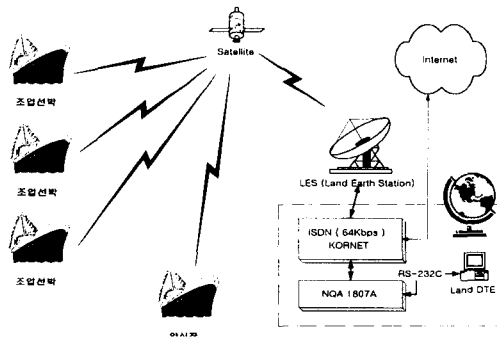 Satellite
Internet
조업선박
조업선박
조업선박
LES (Land Earth Station)
ISDN ( 64Kbps )
KORNET
RS-232C
NQA 1807A
Land DTE